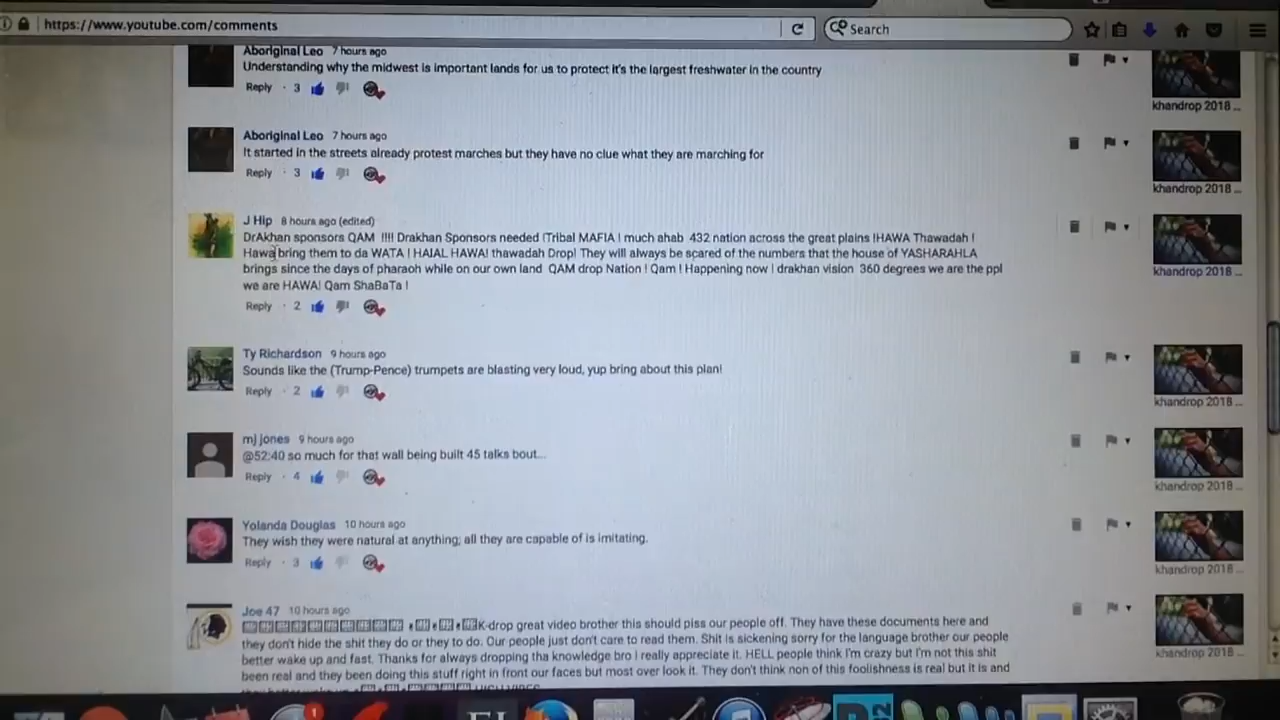 https://www.youtube.com/comments
Search
Aboriginal Leo 7 hours ago
Understanding why the midwest is important lands for us to protect it's the largest freshwater in the country
Reply · 3
khandrop 2018 ...
Aboriginal Leo 7 hours ago
It started in the streets already protest marches but they have no clue what they are marching for
Reply · 3
khandrop 2018 ...
J Hip 8 hours ago (edited)
DrAkhan sponsors QAM !!!! Drakhan Sponsors needed (Tribal MAFIA ! much ahab 432 nation across the great plains !HAWA Thawadah !
Hawa bring them to da WATA ! HAIAL HAWA! thawadah Drop! They will always be scared of the numbers that the house of YASHARAHLA
brings since the days of pharaoh while on our own land QAM drop Nation ! Qam ! Happening now ! drakhan vision 360 degrees we are the ppl
we are HAWA! Qam ShaBaTa !
Reply · 2
khandrop 2018 ...
Ty Richardson 9 hours ago
Sounds like the (Trump-Pence) trumpets are blasting very loud, yup bring about this plan!
Reply · 2
khandrop 2018 ...
mj jones 9 hours ago
@52:40 so much for that wall being built 45 talks bout...
Reply · 4
khandrop 2018 ...
Yolanda Douglas 10 hours ago
They wish they were natural at anything; all they are capable of is imitating.
Reply · 3
khandrop 2018 ...
Joe 47 10 hours ago
K-drop great video brother this should piss our people off. They have these documents here and
they don't hide the shit they do or they to do. Our people just don't care to read them. Shit is sickening sorry for the language brother our people
better wake up and fast. Thanks for always dropping tha knowledge bro I really appreciate it. HELL people think I'm crazy but I'm not this shit
been real and they been doing this stuff right in front our faces but most over look it. They don't think non of this foolishness is real but it is and
khandrop 2018 ...